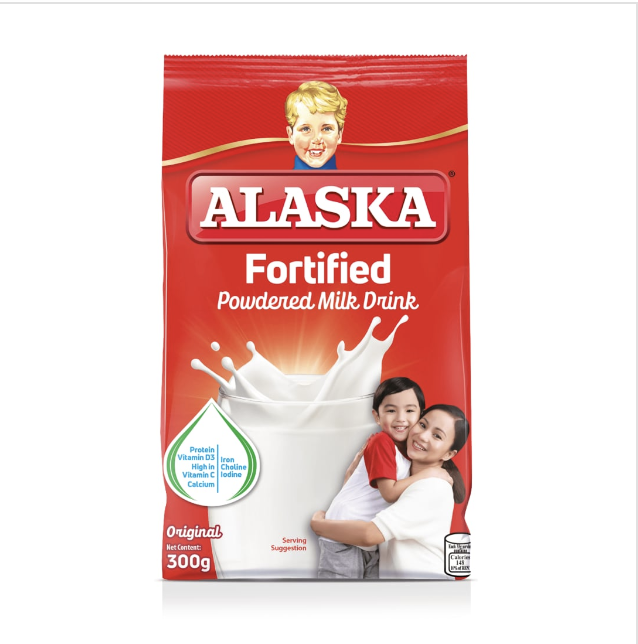 ALASKA
®
Fortified
Powdered Milk Drink
Protein
Vitamin D3
High in
Vitamin C
Calcium
Iron
Choline
Iodine
Original
Net Content:
300g
Serving
Suggestion
Calories
148